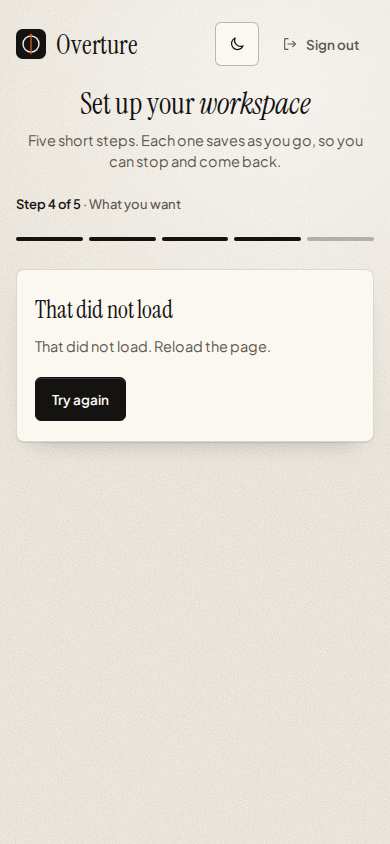 Overture
Sign out
Set up your workspace
Five short steps. Each one saves as you go, so you
can stop and come back.
Step 4 of 5 · What you want
That did not load
That did not load. Reload the page.
Try again